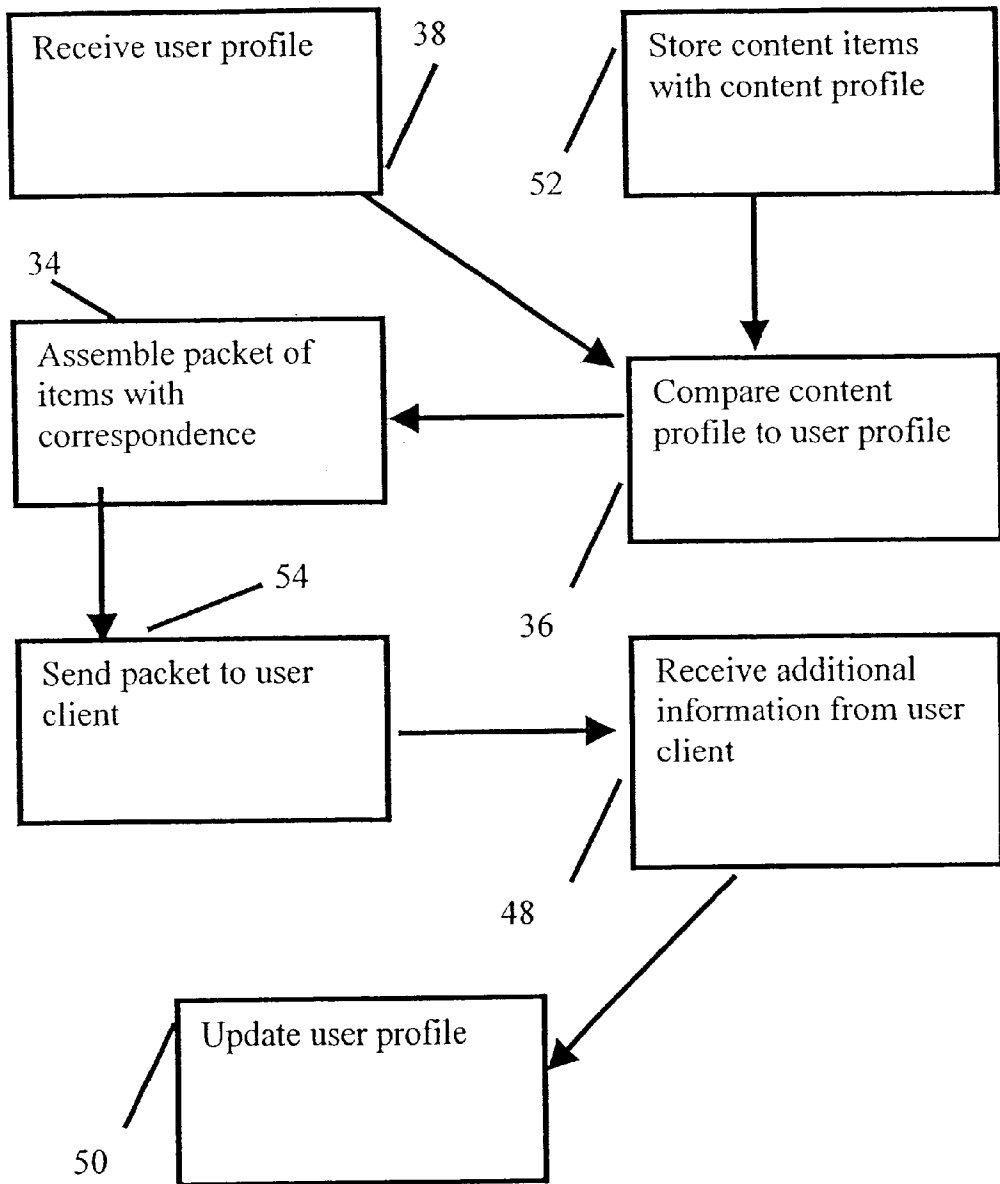 Receive user profile
38
Store content items
with content profile
52
34
Assemble packet of
items with
correspondence
Compare content
profile to user profile
54
36
Send packet to user
client
Receive additional
information from user
client
48
Update user profile
50